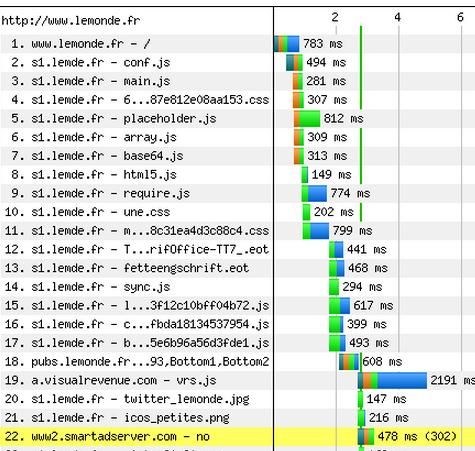 http://www.lemonde.fr 2 4 6
1. www.lemonde.fr - / 783 ms
2. s1.lemde.fr - conf.js 494 ms
3. s1.lemde.fr - main.js 281 ms
4. s1.lemde.fr - 6...87e812e08aa153.css 307 ms
5. s1.lemde.fr - placeholder.js 812 ms
6. s1.lemde.fr - array.js 309 ms
7. s1.lemde.fr - base64.js 313 ms
8. s1.lemde.fr - html5.js 149 ms
9. s1.lemde.fr - require.js 774 ms
10. s1.lemde.fr - une.css 202 ms
11. s1.lemde.fr - m...8c31ea4d3c88c4.css 799 ms
12. s1.lemde.fr - T...rifOffice-TT7_.eot 441 ms
13. s1.lemde.fr - fetteengschrift.eot 468 ms
14. s1.lemde.fr - sync.js 294 ms
15. s1.lemde.fr - l...3f12c10bff04b72.js 617 ms
16. s1.lemde.fr - c...fbda18134537954.js 399 ms
17. s1.lemde.fr - b...5e6b96a56d3fde1.js 493 ms
18. pubs.lemonde.fr...93,Bottom1,Bottom2 608 ms
19. a.visualrevenue.com - vrs.js 2191 ms
20. s1.lemde.fr - twitter_lemonde.jpg 147 ms
21. s1.lemde.fr - icos_petites.png 216 ms
22. www2.smartadserver.com - no 478 ms (302)